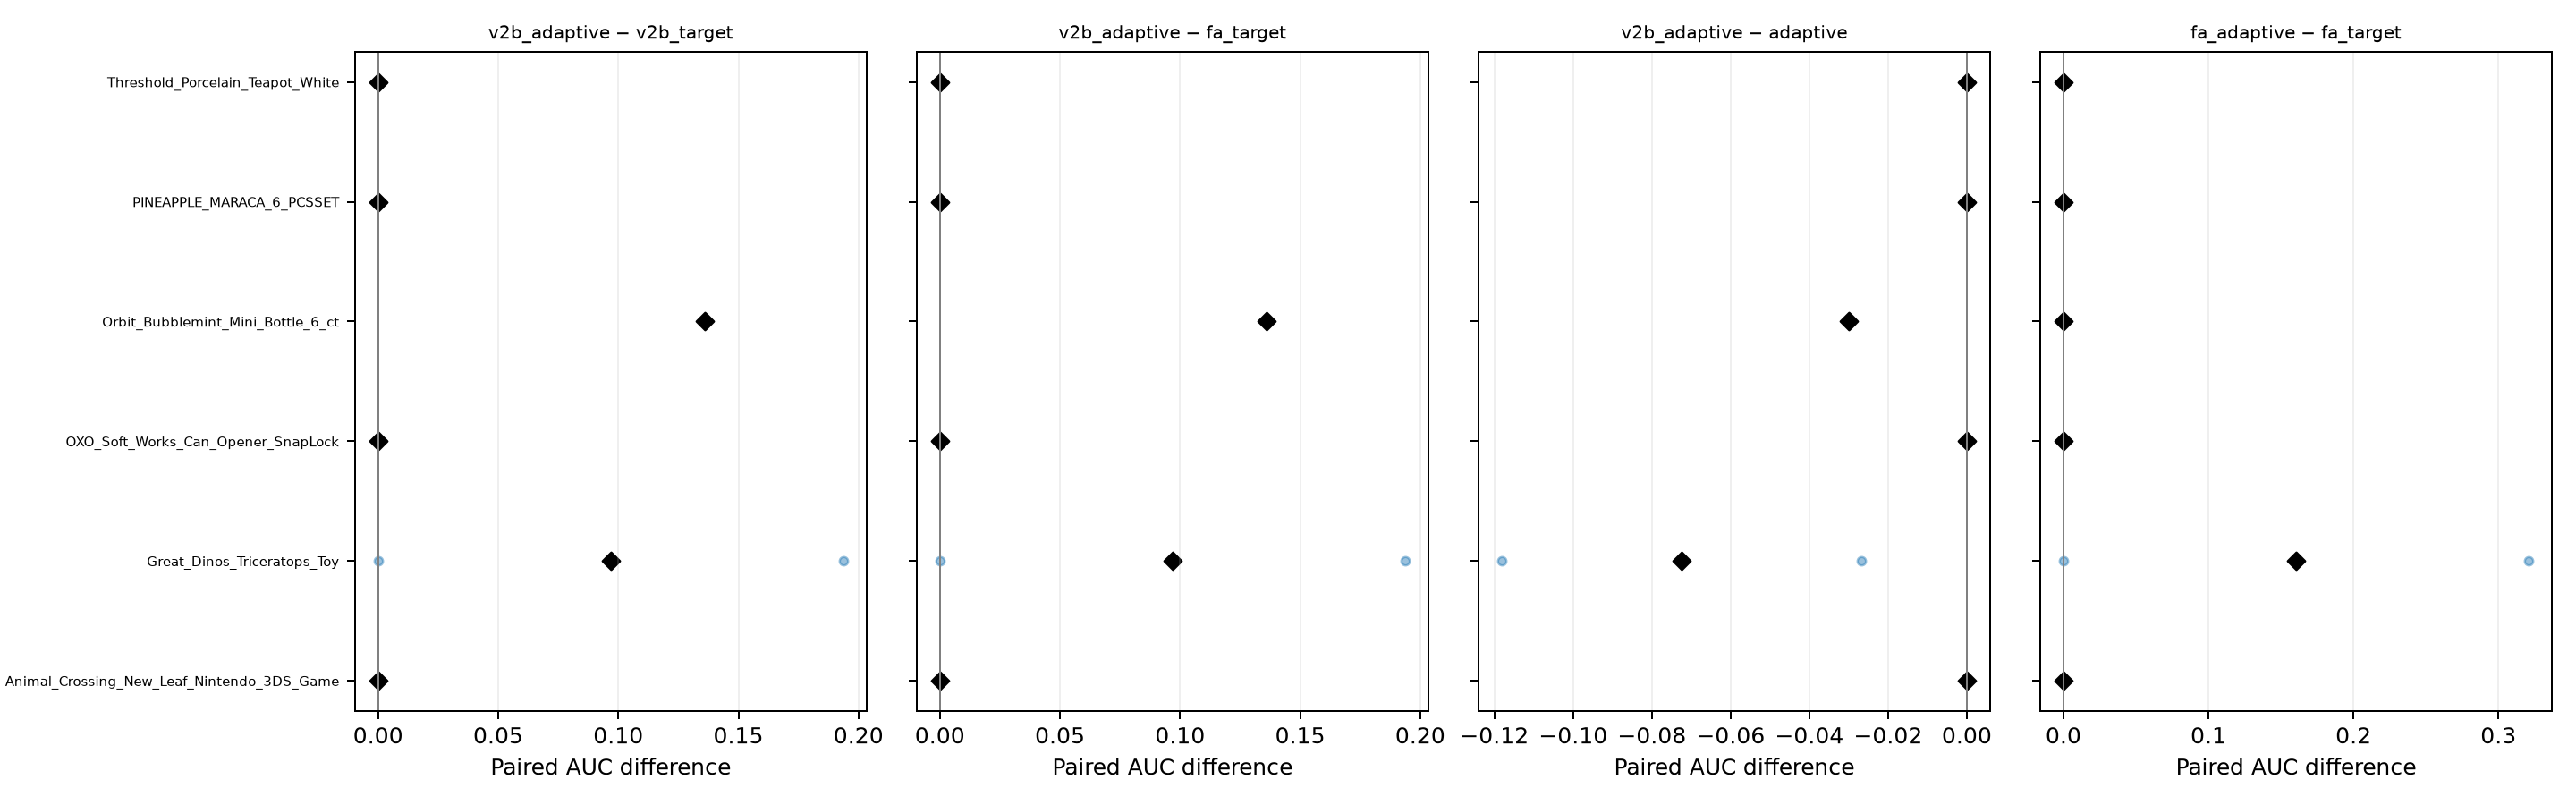 v2b_adaptive − v2b_target
v2b_adaptive − fa_target
v2b_adaptive − adaptive
fa_adaptive − fa_target
Threshold_Porcelain_Teapot_White
PINEAPPLE_MARACA_6_PCSSET
Orbit_Bubblemint_Mini_Bottle_6_ct
OXO_Soft_Works_Can_Opener_SnapLock
Great_Dinos_Triceratops_Toy
Animal_Crossing_New_Leaf_Nintendo_3DS_Game
0.00 0.05 0.10 0.15 0.20
Paired AUC difference
0.00 0.05 0.10 0.15 0.20
Paired AUC difference
−0.12 −0.10 −0.08 −0.06 −0.04 −0.02 0.00
Paired AUC difference
0.0 0.1 0.2 0.3
Paired AUC difference